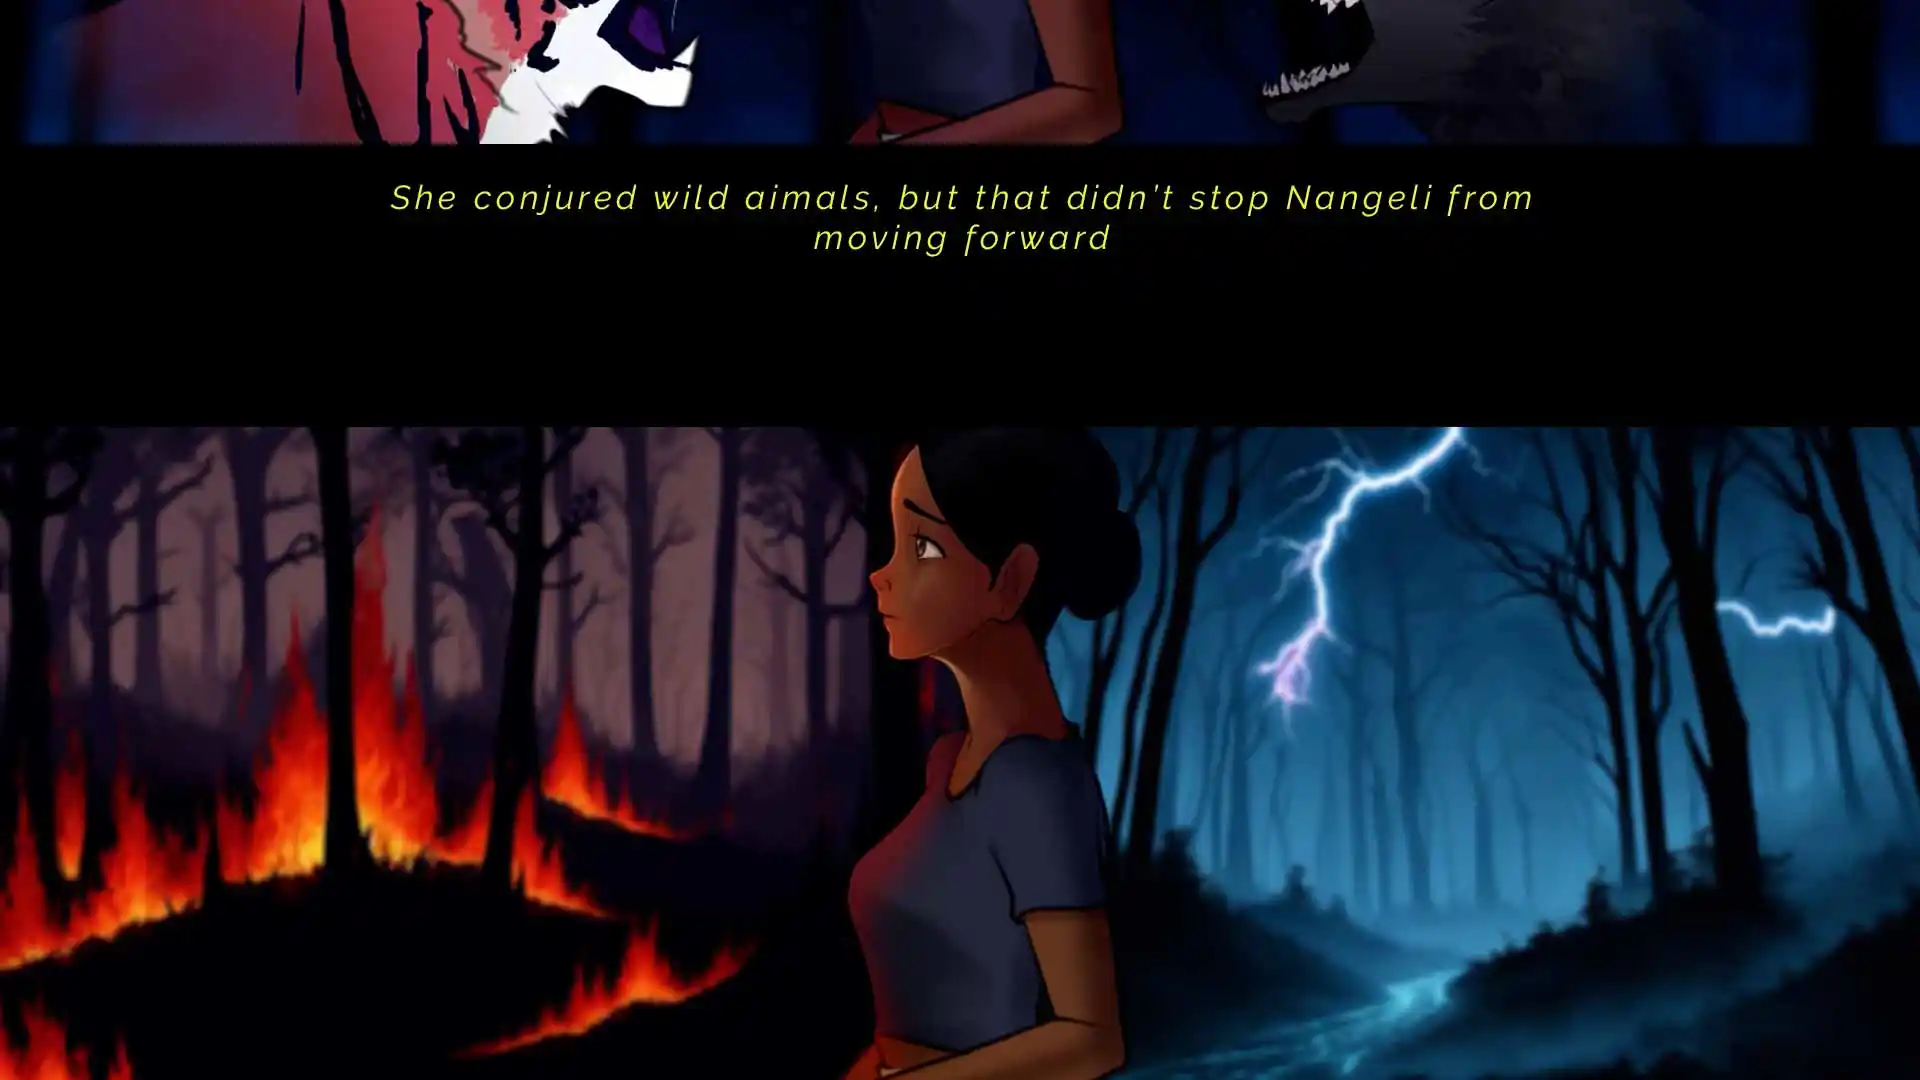 She conjured wild aimals, but that didn't stop Nangeli from
moving forward